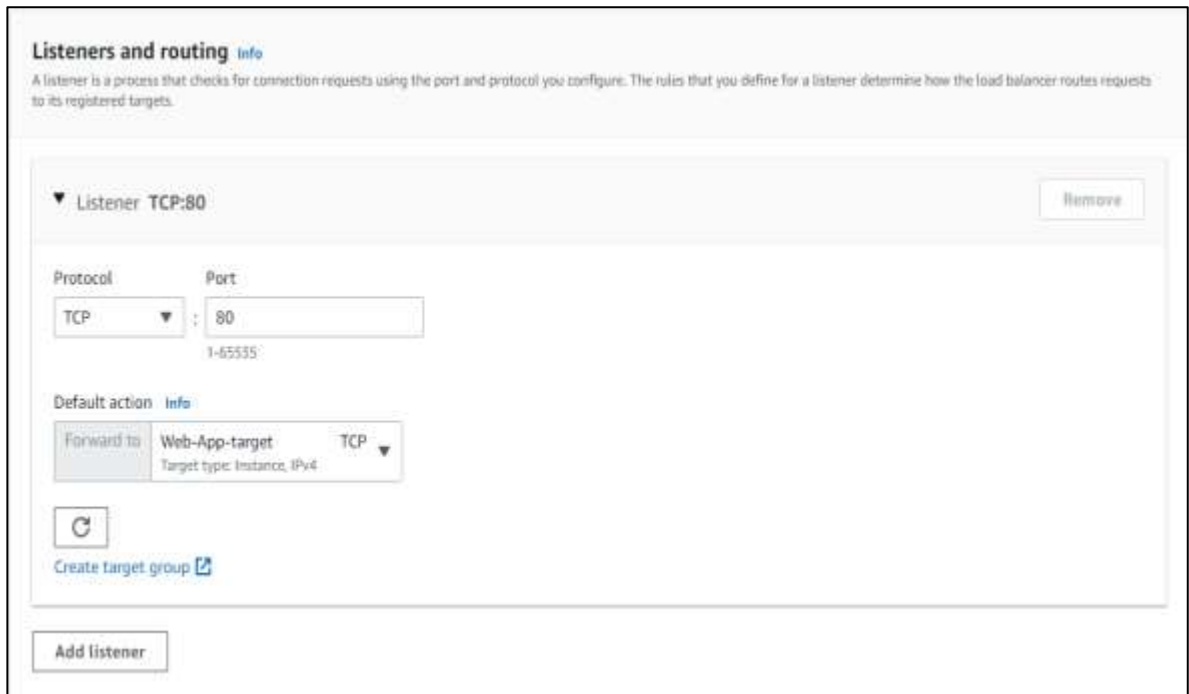 Listeners and routing Info
A listener is a process that checks for connection requests using the port and protocol you configure. The rules that you define for a listener determine how the load balancer routes requests
to its registered targets.
▼ Listener TCP:80
Remove
Protocol Port
TCP ▼ : 80
1-65535
Default action Info
Forward to Web-App-target TCP ▼
Target type: Instance, IPv4
Create target group
Add listener